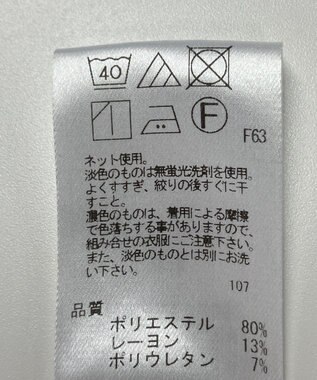 40
F
F63
ネット使用。
淡色のものは無蛍光洗剤を使用。
よくすすぎ、絞りの後すぐに干
すこと。
濃色のものは、着用による摩擦
で色落ちする事がありますので、
組み合せの衣服にご注意下さい。
また、淡色のものとは別にお洗
い下さい。
107
品質
ポリエステル 80%
レーヨン 13%
ポリウレタン 7%